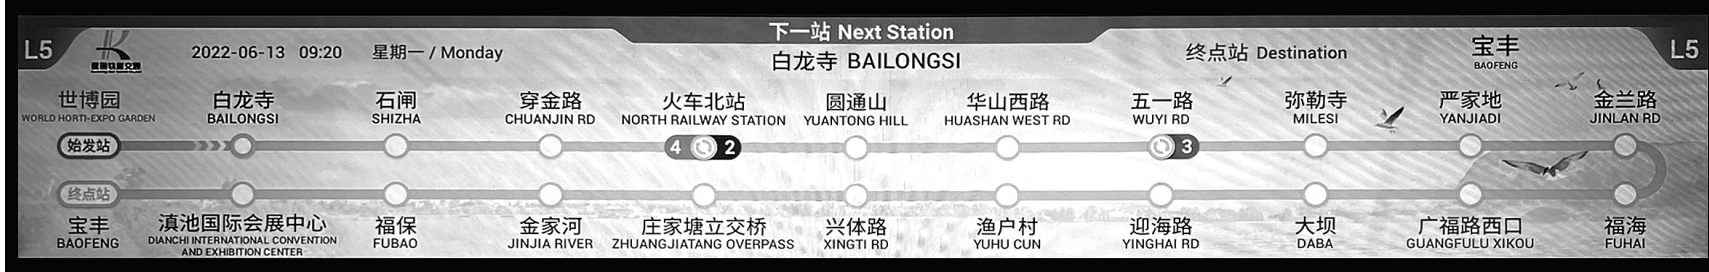 下一站 Next Station
L5
2022-06-13 09:20 星期一 / Monday
白龙寺 BAILONGSI
终点站 Destination
宝丰
BAOFENG
L5
世博园
WORLD HORTI-EXPO GARDEN
白龙寺
BAILONGSI
石闸
SHIZHA
穿金路
CHUANJIN RD
火车北站
NORTH RAILWAY STATION
圆通山
YUANTONG HILL
华山西路
HUASHAN WEST RD
五一路
WUYI RD
弥勒寺
MILESI
严家地
YANJIADI
金兰路
JINLAN RD
始发站
4 2
3
终点站
宝丰
BAOFENG
滇池国际会展中心
DIANCHI INTERNATIONAL CONVENTION
AND EXHIBITION CENTER
福保
FUBAO
金家河
JINJIA RIVER
庄家塘立交桥
ZHUANGJIATANG OVERPASS
兴体路
XINGTI RD
渔户村
YUHU CUN
迎海路
YINGHAI RD
大坝
DABA
广福路西口
GUANGFULU XIKOU
福海
FUHAI